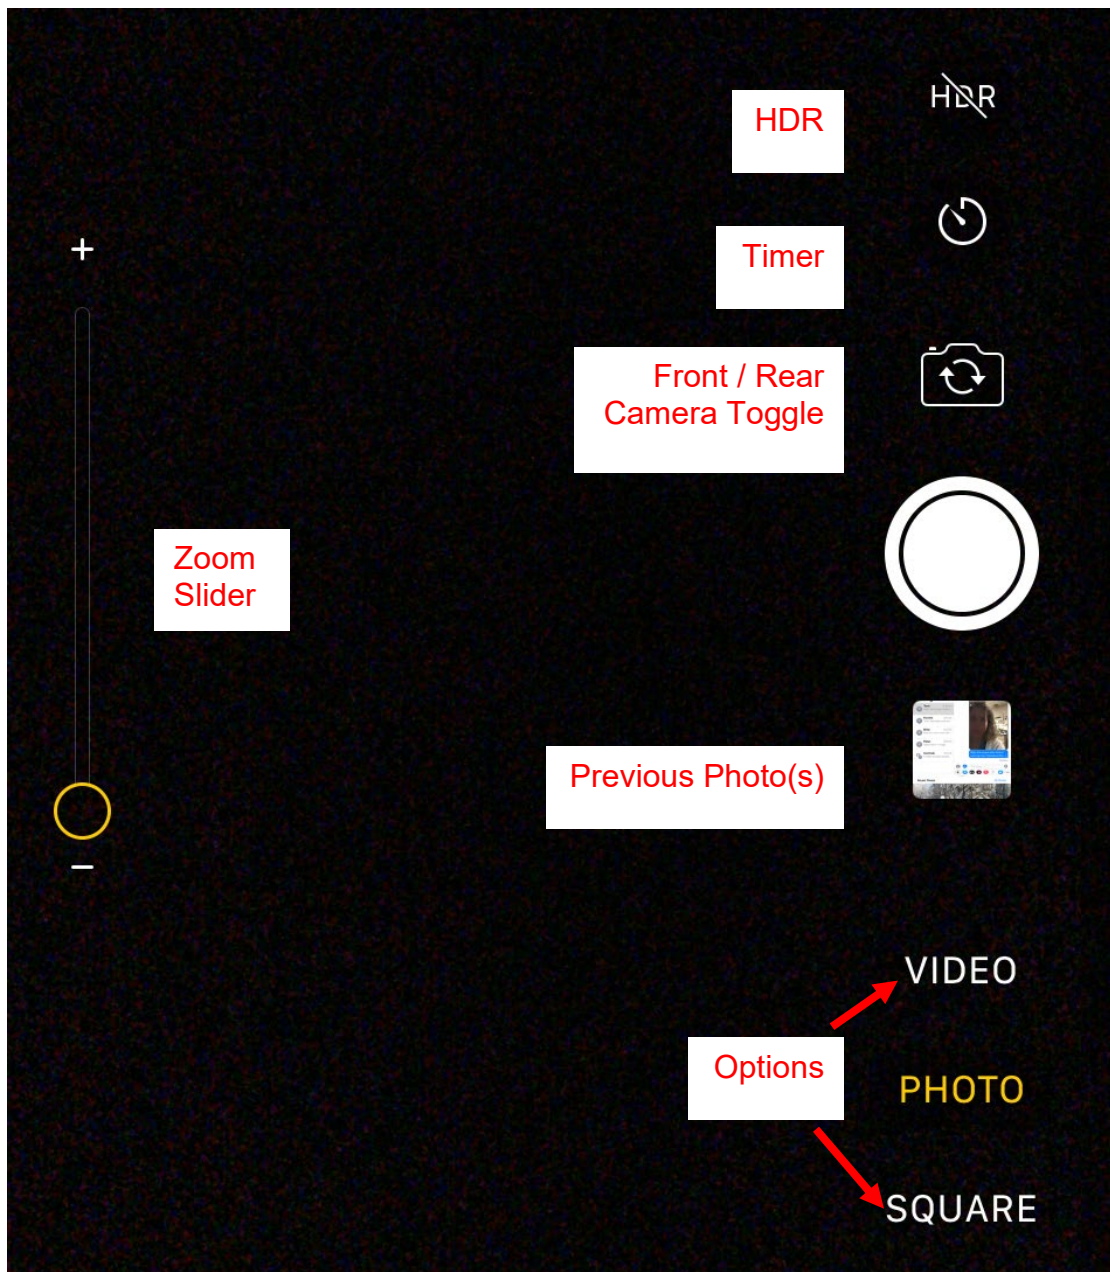 HDR
HDR
Timer
Front / Rear
Camera Toggle
Zoom
Slider
Previous Photo(s)
VIDEO
Options
PHOTO
SQUARE